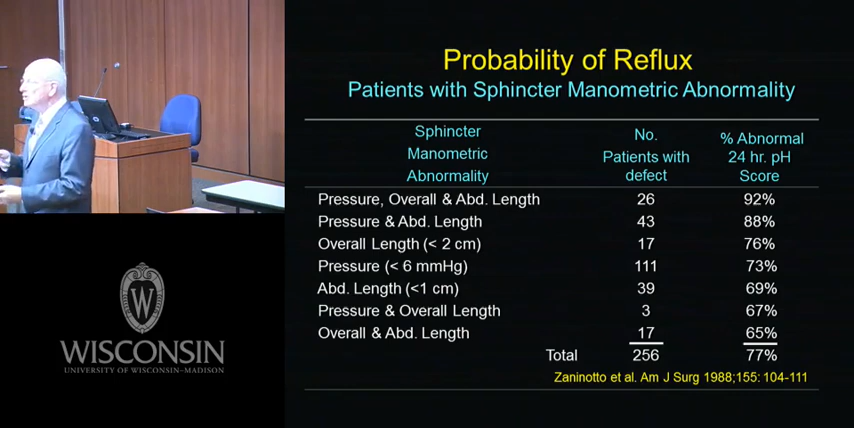 Probability of Reflux
Patients with Sphincter Manometric Abnormality
Sphincter
Manometric
Abnormality
No.
Patients with
defect
% Abnormal
24 hr. pH
Score
Pressure, Overall & Abd. Length 26 92%
Pressure & Abd. Length 43 88%
Overall Length (< 2 cm) 17 76%
Pressure (< 6 mmHg) 111 73%
Abd. Length (<1 cm) 39 69%
Pressure & Overall Length 3 67%
Overall & Abd. Length 17 65%
Total 256 77%
Zaninotto et al. Am J Surg 1988;155: 104-111
W
WISCONSIN
UNIVERSITY OF WISCONSIN–MADISON